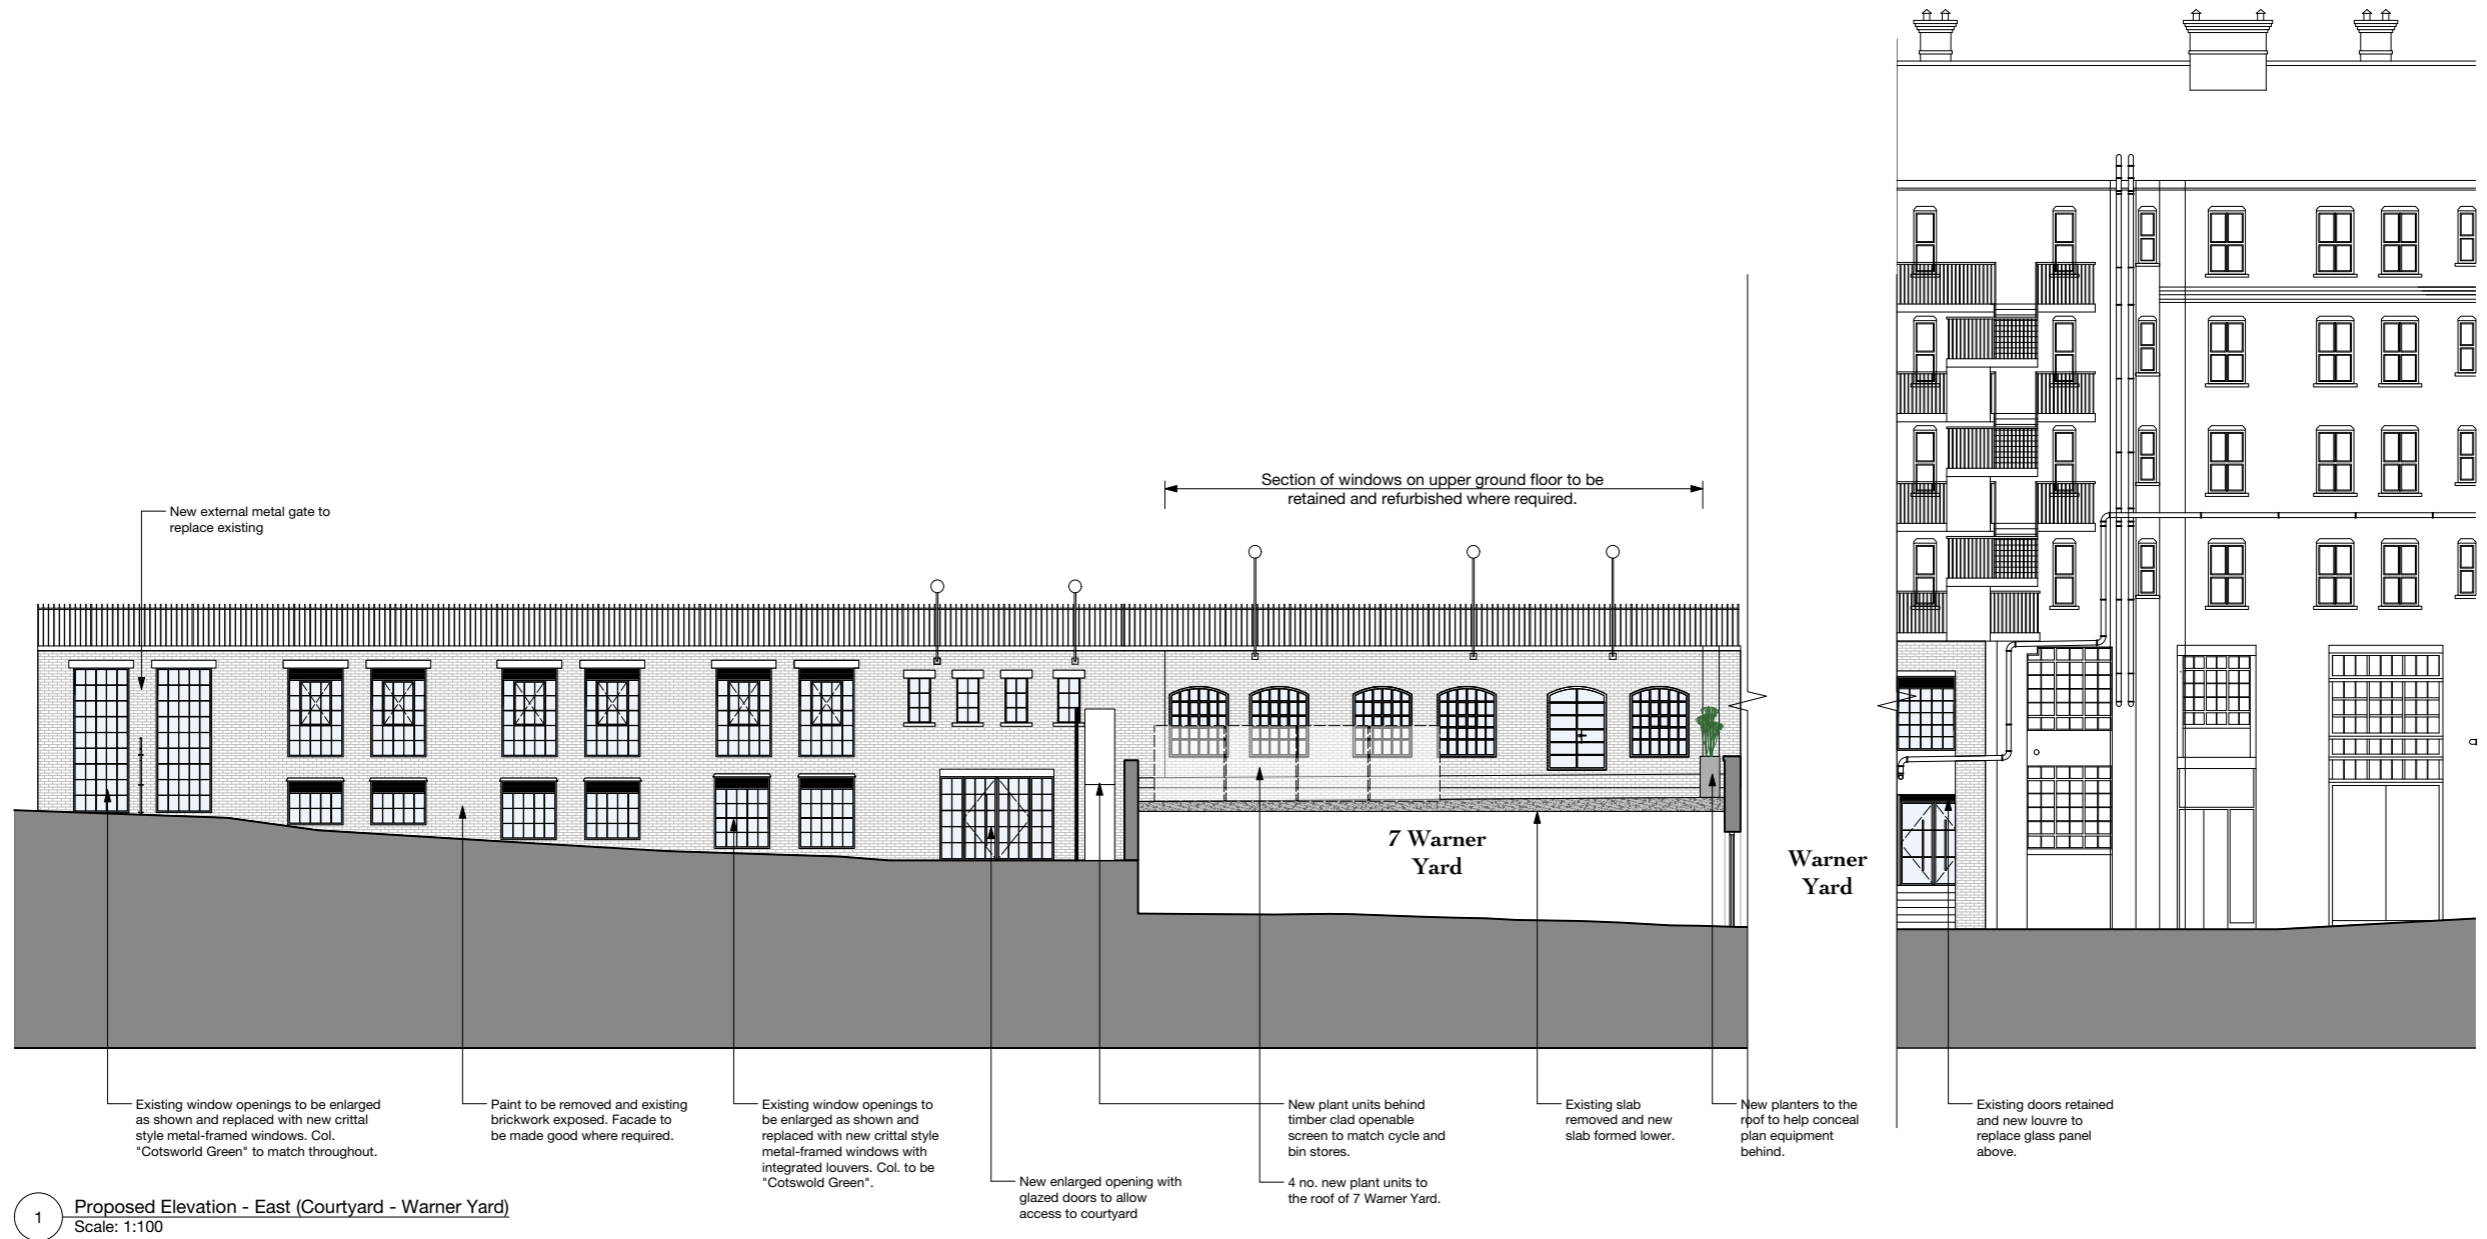 Section of windows on upper ground floor to be
retained and refurbished where required.
New external metal gate to
replace existing
7 Warner
Yard
Warner
Yard
Existing window openings to be enlarged
as shown and replaced with new crittal
style metal-framed windows. Col.
"Cotsworld Green" to match throughout.
Paint to be removed and existing
brickwork exposed. Facade to
be made good where required.
Existing window openings to
be enlarged as shown and
replaced with new crittal style
metal-framed windows with
integrated louvers. Col. to be
"Cotswold Green".
New enlarged opening with
glazed doors to allow
access to courtyard
New plant units behind
timber clad openable
screen to match cycle and
bin stores.
4 no. new plant units to
the roof of 7 Warner Yard.
Existing slab
removed and new
slab formed lower.
New planters to the
roof to help conceal
plan equipment
behind.
Existing doors retained
and new louvre to
replace glass panel
above.
1
Proposed Elevation - East (Courtyard - Warner Yard)
Scale: 1:100